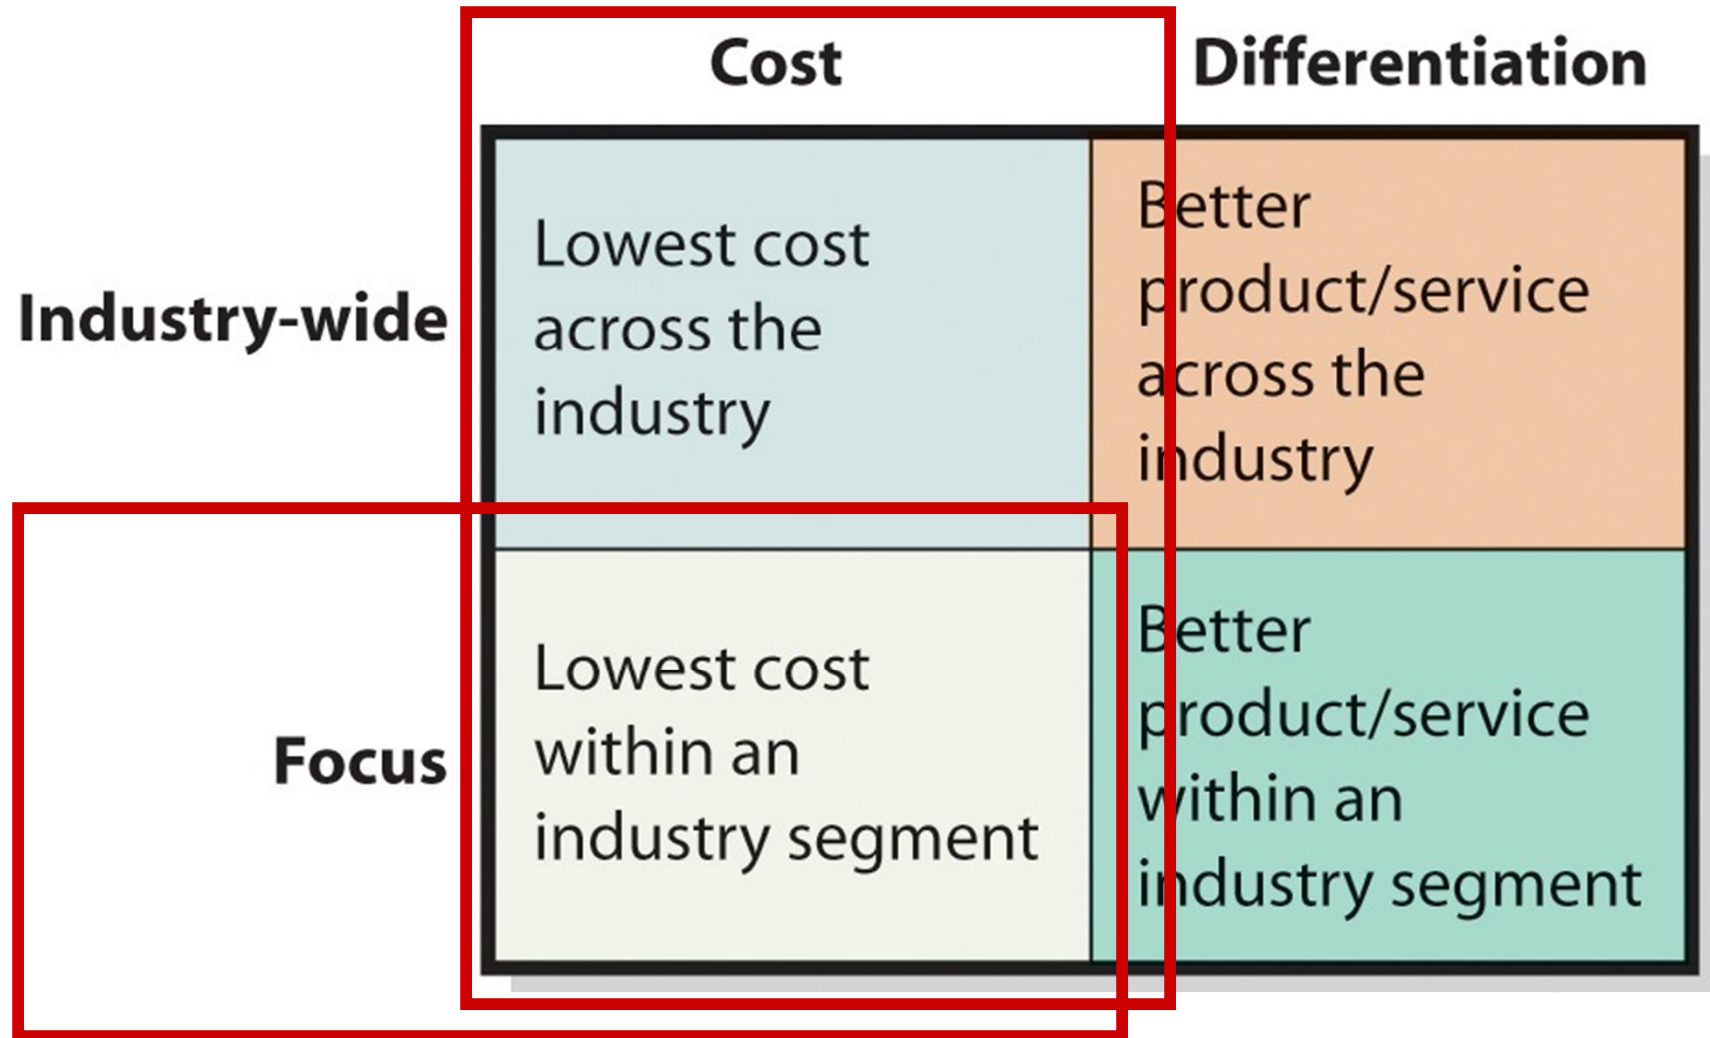 Cost
Differentiation
Industry-wide
Lowest cost
across the
industry
Better
product/service
across the
industry
Focus
Lowest cost
within an
industry segment
Better
product/service
within an
industry segment